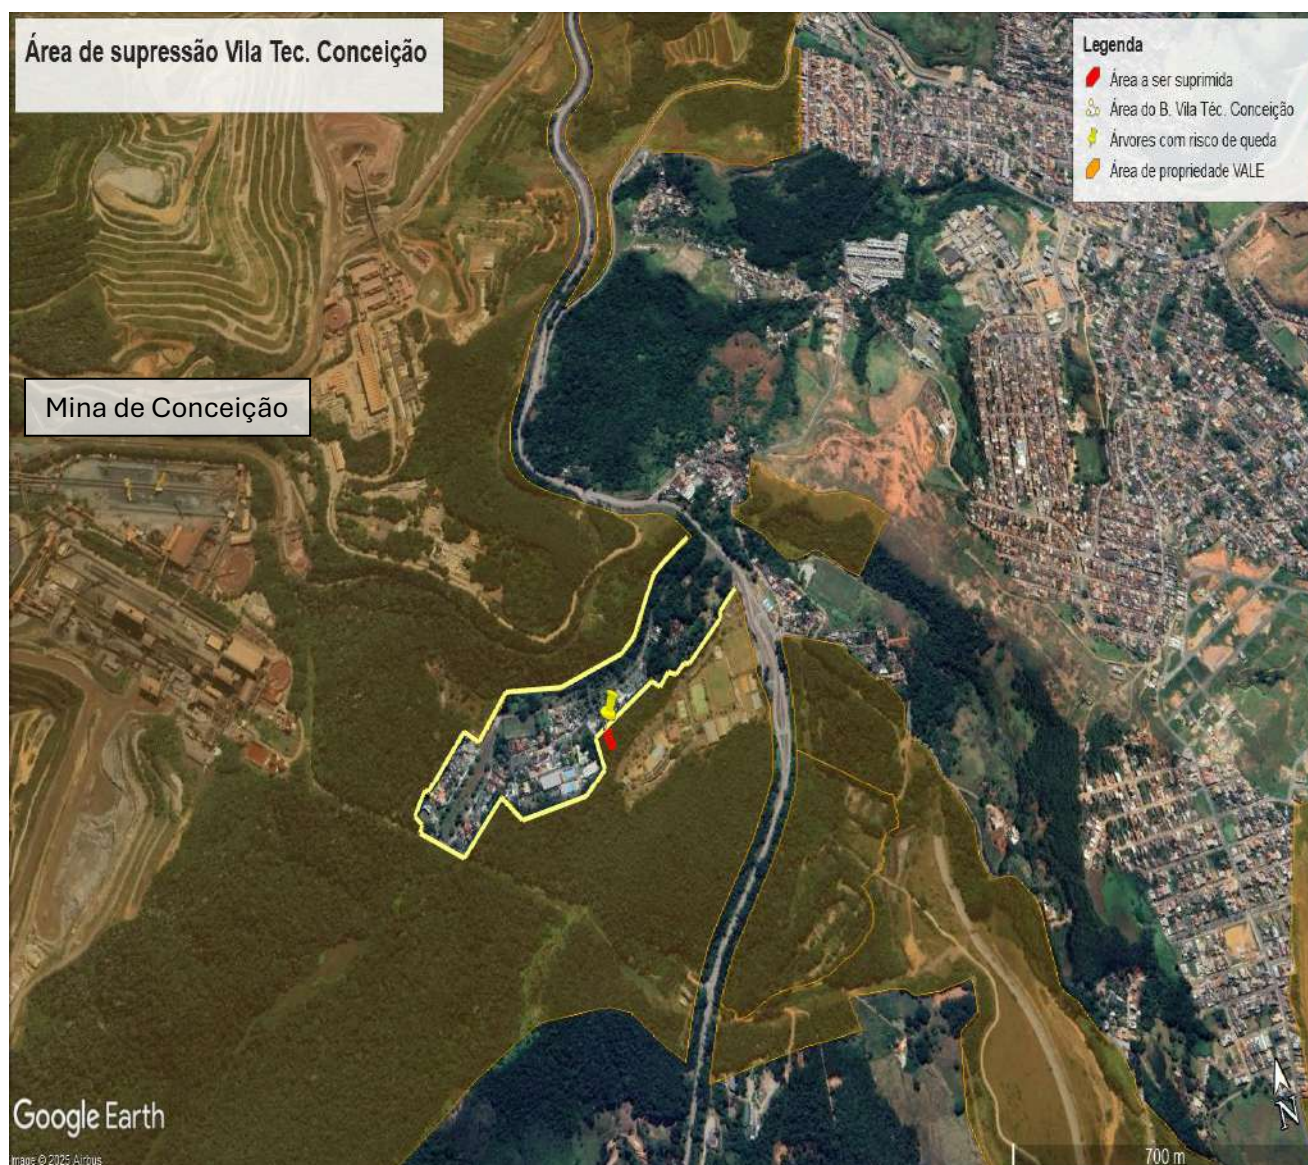 Área de supressão Vila Tec. Conceição
Legenda
Área a ser suprimida
Área do B. Vila Téc. Conceição
Árvores com risco de queda
Área de propriedade VALE
Mina de Conceição
Google Earth
Image © 2025 Airbus
N
700 m